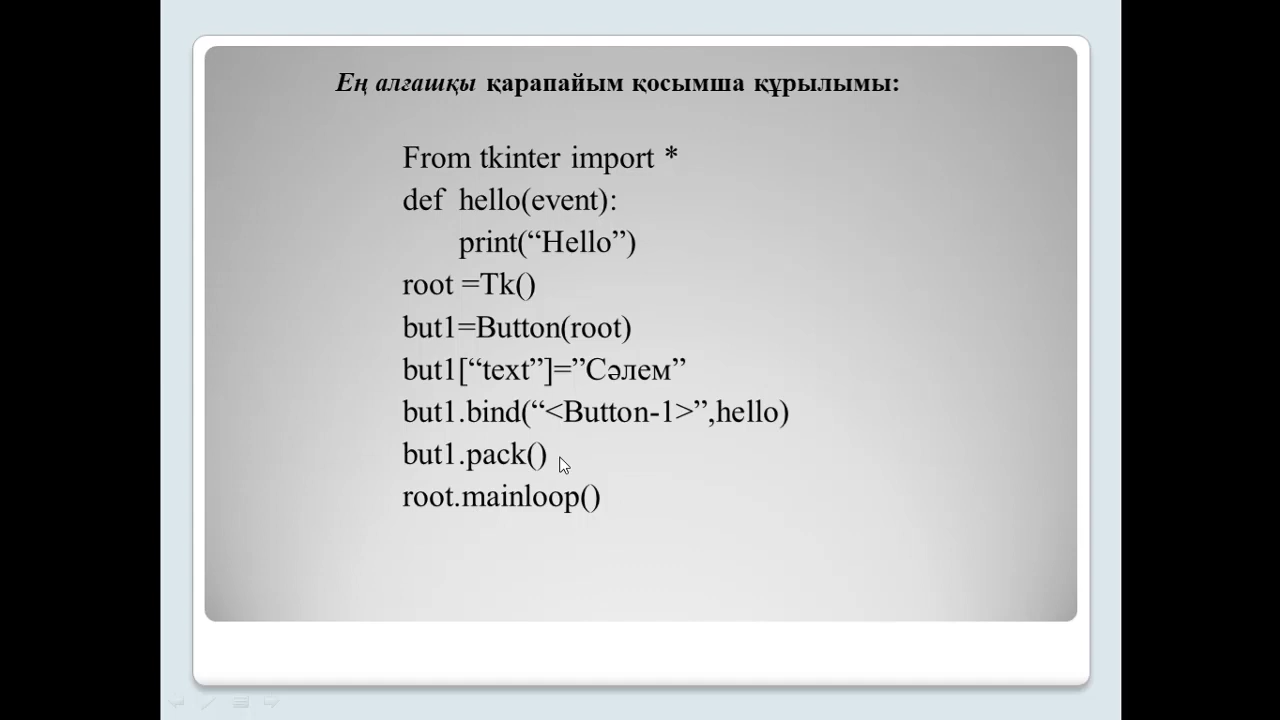 Ең алғашқы қарапайым қосымша құрылымы:
From tkinter import *
def hello(event):
print(“Hello”)
root =Tk()
but1=Button(root)
but1[“text”]=”Сәлем”
but1.bind(“<Button-1>”,hello)
but1.pack()
root.mainloop()